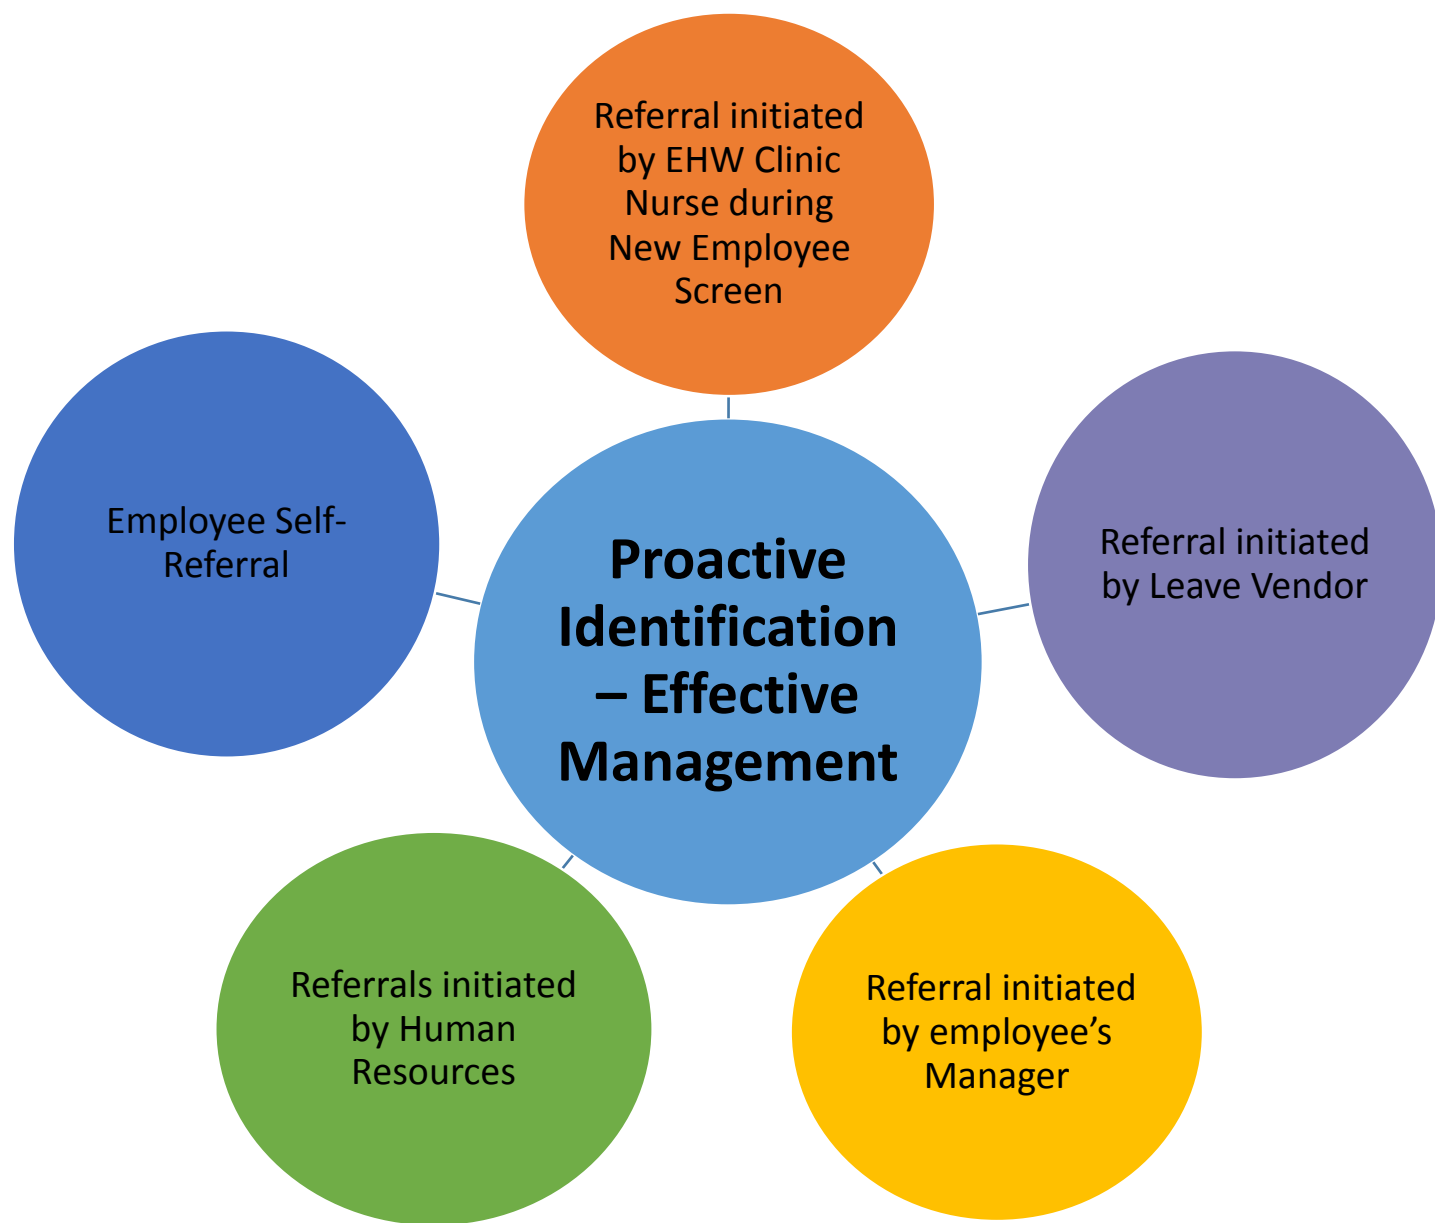 Referral initiated
by EHW Clinic
Nurse during
New Employee
Screen
Employee Self-
Referral
Proactive
Identification
– Effective
Management
Referral initiated
by Leave Vendor
Referrals initiated
by Human
Resources
Referral initiated
by employee’s
Manager